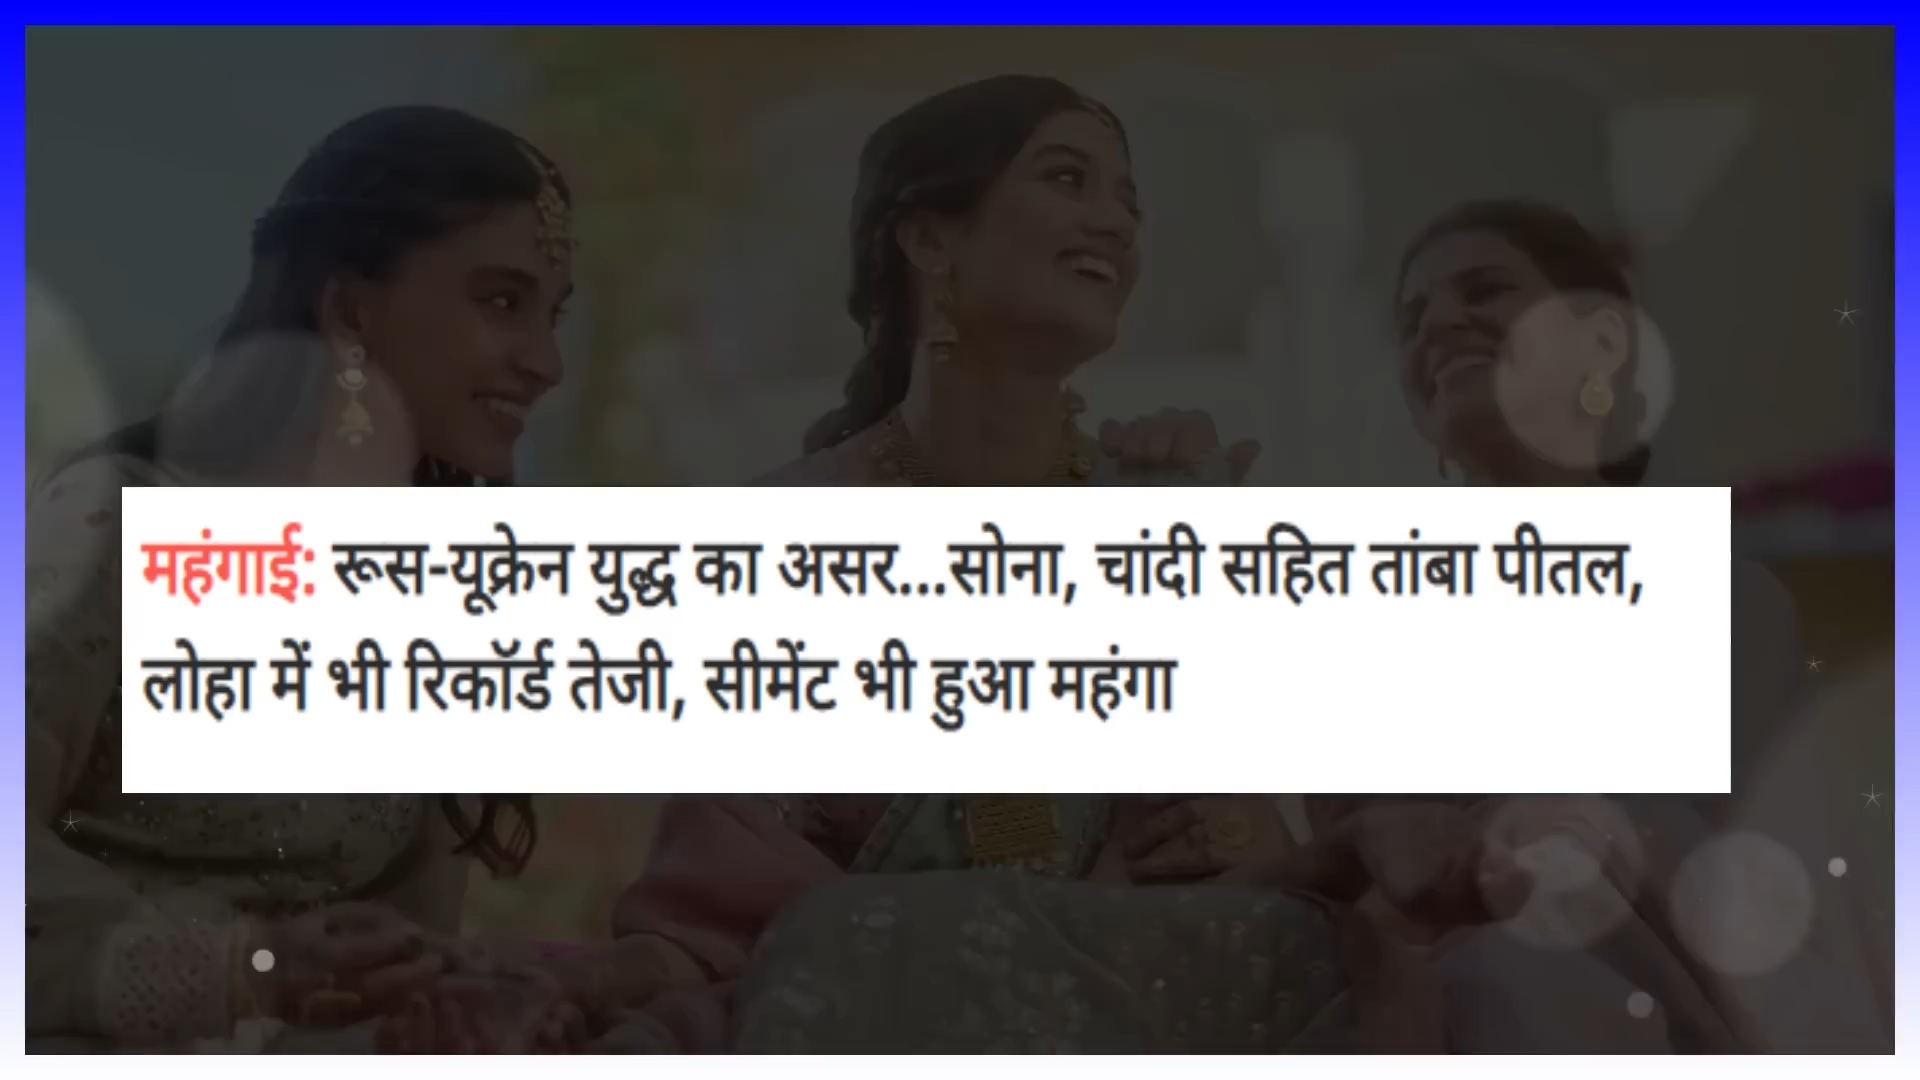 महंगाई: रूस-यूक्रेन युद्ध का असर...सोना, चांदी सहित तांबा पीतल,
लोहा में भी रिकॉर्ड तेजी, सीमेंट भी हुआ महंगा